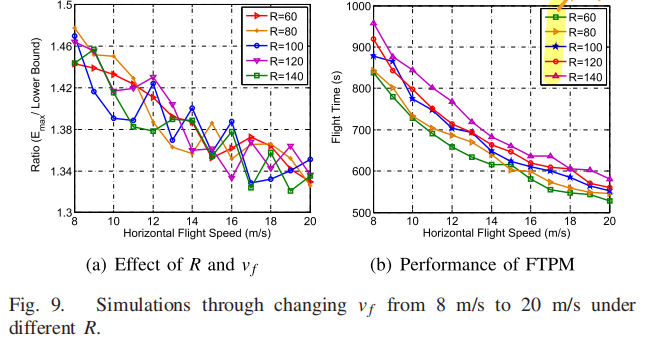 1.5
1.46
1.42
1.38
1.34
1.3
Ratio (E_max / Lower Bound)
R=60
R=80
R=100
R=120
R=140
8 10 12 14 16 18 20
Horizontal Flight Speed (m/s)
(a) Effect of R and v_f
1000
900
800
700
600
500
Flight Time (s)
R=60
R=80
R=100
R=120
R=140
8 10 12 14 16 18 20
Horizontal Flight Speed (m/s)
(b) Performance of FTPM
Fig. 9. Simulations through changing v_f from 8 m/s to 20 m/s under
different R.